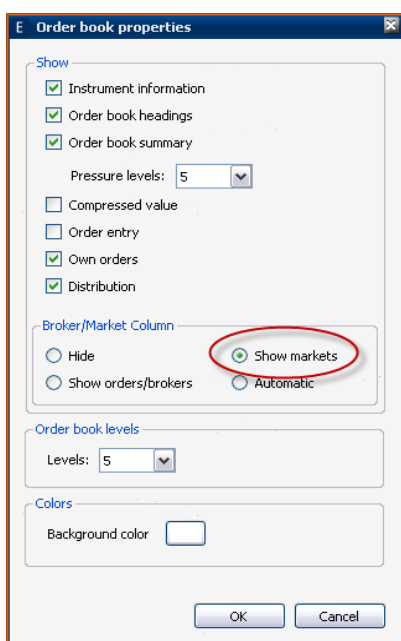 E Order book properties
Show
Instrument information
Order book headings
Order book summary
Pressure levels: 5
Compressed value
Order entry
Own orders
Distribution
Broker/Market Column
Hide Show markets
Show orders/brokers Automatic
Order book levels
Levels: 5
Colors
Background color
OK Cancel